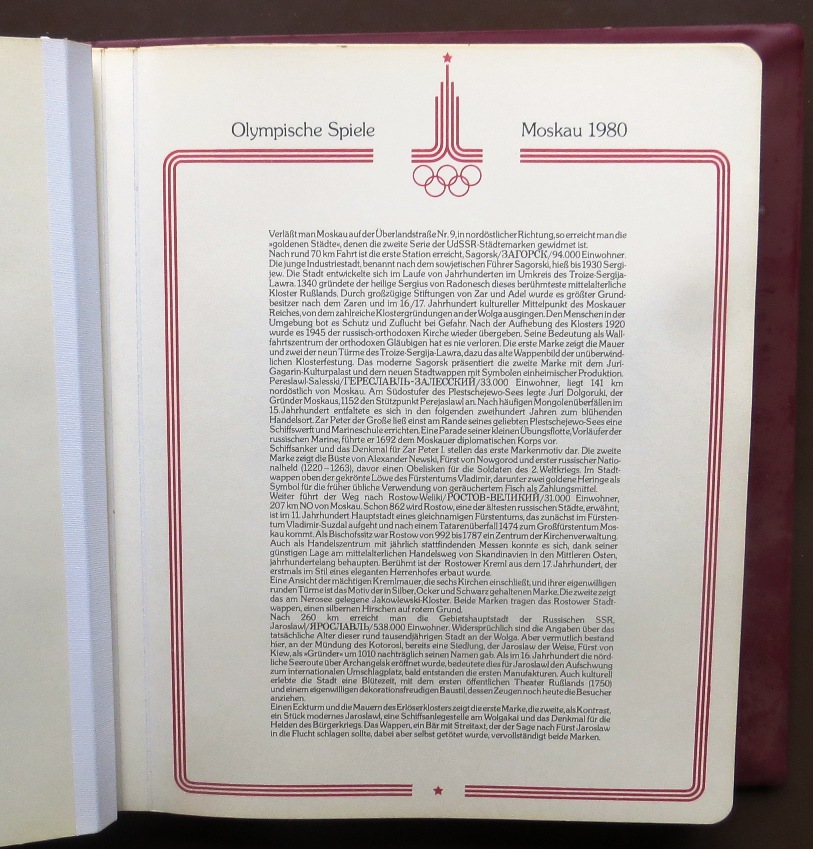 Olympische Spiele
Moskau 1980
Verläßt man Moskau auf der Überlandstraße Nr. 9, in nordöstlicher Richtung, so erreicht man die
»goldenen Städte«, denen die zweite Serie der UdSSR-Städtemarken gewidmet ist.
Nach rund 70 km Fahrt ist die erste Station erreicht, Sagorsk/ЗАГОРСК/94.000 Einwohner.
Die junge Industriestadt, benannt nach dem sowjetischen Führer Sagorski, hieß bis 1930 Sergi-
jew. Die Stadt entwickelte sich im Laufe von Jahrhunderten im Umkreis des Troize-Sergija-
Lawra. 1340 gründete der heilige Sergius von Radonesch dieses berühmteste mittelalterliche
Kloster Rußlands. Durch großzügige Stiftungen von Zar und Adel wurde es größter Grund-
besitzer nach dem Zaren und im 16./17. Jahrhundert kultureller Mittelpunkt des Moskauer
Reiches, von dem zahlreiche Klostergründungen an der Wolga ausgingen. Den Menschen in der
Umgebung bot es Schutz und Zuflucht bei Gefahr. Nach der Aufhebung des Klosters 1920
wurde es 1945 der russisch-orthodoxen Kirche wieder übergeben. Seine Bedeutung als Wall-
fahrtszentrum der orthodoxen Gläubigen hat es nie verloren. Die erste Marke zeigt die Mauer
und zwei der neun Türme des Troize-Sergija-Lawra, dazu das alte Wappenbild der unüberwind-
lichen Klosterfestung. Das moderne Sagorsk präsentiert die zweite Marke mit dem Juri-
Gagarin-Kulturpalast und dem neuen Stadtwappen mit Symbolen einheimischer Produktion.
Pereslawl-Salesski/ГЕРЕСЛАВЛЬ-ЗАЛЕССКИЙ/33.000 Einwohner, liegt 141 km
nordöstlich von Moskau. Am Südostufer des Plestschejewo-Sees legte Juri Dolgoruki, der
Gründer Moskaus, 1152 den Stützpunkt Perejaslawl an. Nach häufigen Mongolenüberfällen im
15. Jahrhundert entfaltete es sich in den folgenden zweihundert Jahren zum blühenden
Handelsort. Zar Peter der Große ließ einst am Rande seines geliebten Plestschejewo-Sees eine
Schiffswerft und Marineschule errichten. Eine Parade seiner kleinen Übungsflotte, Vorläufer der
russischen Marine, führte er 1692 dem Moskauer diplomatischen Korps vor.
Schiffsanker und das Denkmal für Zar Peter I. stellen das erste Markenmotiv dar. Die zweite
Marke zeigt die Büste von Alexander Newski, Fürst von Nowgorod und erster russischer Natio-
nalheld (1220–1263), davor einen Obelisken für die Soldaten des 2. Weltkriegs. Im Stadt-
wappen oben der gekrönte Löwe des Fürstentums Vladimir, darunter zwei goldene Heringe als
Symbol für die früher übliche Verwendung von geräuchertem Fisch als Zahlungsmittel.
Weiter führt der Weg nach Rostow-Weliki/РОСТОВ-ВЕЛИКИЙ/31.000 Einwohner,
207 km NO von Moskau. Schon 862 wird Rostow, eine der ältesten russischen Städte, erwähnt,
ist im 11. Jahrhundert Hauptstadt eines gleichnamigen Fürstentums, das zunächst im Fürsten-
tum Vladimir-Suzdal aufgeht und nach einem Tatarenüberfall 1474 zum Großfürstentum Mos-
kau kommt. Als Bischofssitz war Rostow von 992 bis 1787 ein Zentrum der Kirchenverwaltung.
Auch als Handelszentrum mit jährlich stattfindenden Messen konnte es sich, dank seiner
günstigen Lage am mittelalterlichen Handelsweg von Skandinavien in den Mittleren Osten,
jahrhundertelang behaupten. Berühmt ist der Rostower Kreml aus dem 17. Jahrhundert, der
erstmals im Stil eines eleganten Herrenhofes erbaut wurde.
Eine Ansicht der mächtigen Kremlmauer, die sechs Kirchen einschließt, und ihrer eigenwilligen
runden Türme ist das Motiv der in Silber, Ocker und Schwarz gehaltenen Marke. Die zweite zeigt
das am Nerosee gelegene Jakowlewski-Kloster. Beide Marken tragen das Rostower Stadt-
wappen, einen silbernen Hirschen auf rotem Grund.
Nach 260 km erreicht man die Gebietshauptstadt der Russischen SSR,
Jaroslawl/ЯРОСЛАВЛЬ/538.000 Einwohner. Widersprüchlich sind die Angaben über das
tatsächliche Alter dieser rund tausendjährigen Stadt an der Wolga. Aber vermutlich bestand
hier, an der Mündung des Kotorosl, bereits eine Siedlung, der Jaroslaw der Weise, Fürst von
Kiew, als »Gründer« um 1010 nachträglich seinen Namen gab. Als im 16. Jahrhundert die nörd-
liche Seeroute über Archangelsk eröffnet wurde, bedeutete dies für Jaroslawl den Aufschwung
zum internationalen Umschlagplatz, bald entstanden die ersten Manufakturen. Auch kulturell
erlebte die Stadt eine Blütezeit, mit dem ersten öffentlichen Theater Rußlands (1750)
und einem eigenwilligen dekorationsfreudigen Baustil, dessen Zeugen noch heute die Besucher
anziehen.
Einen Eckturm und die Mauern des Erlöserklosters zeigt die erste Marke, die zweite, als Kontrast,
ein Stück modernes Jaroslawl, eine Schiffsanlegestelle am Wolgakai und das Denkmal für die
Helden des Bürgerkriegs. Das Wappen, ein Bär mit Streitaxt, der der Sage nach Fürst Jaroslaw
in die Flucht schlagen sollte, dabei aber selbst getötet wurde, vervollständigt beide Marken.